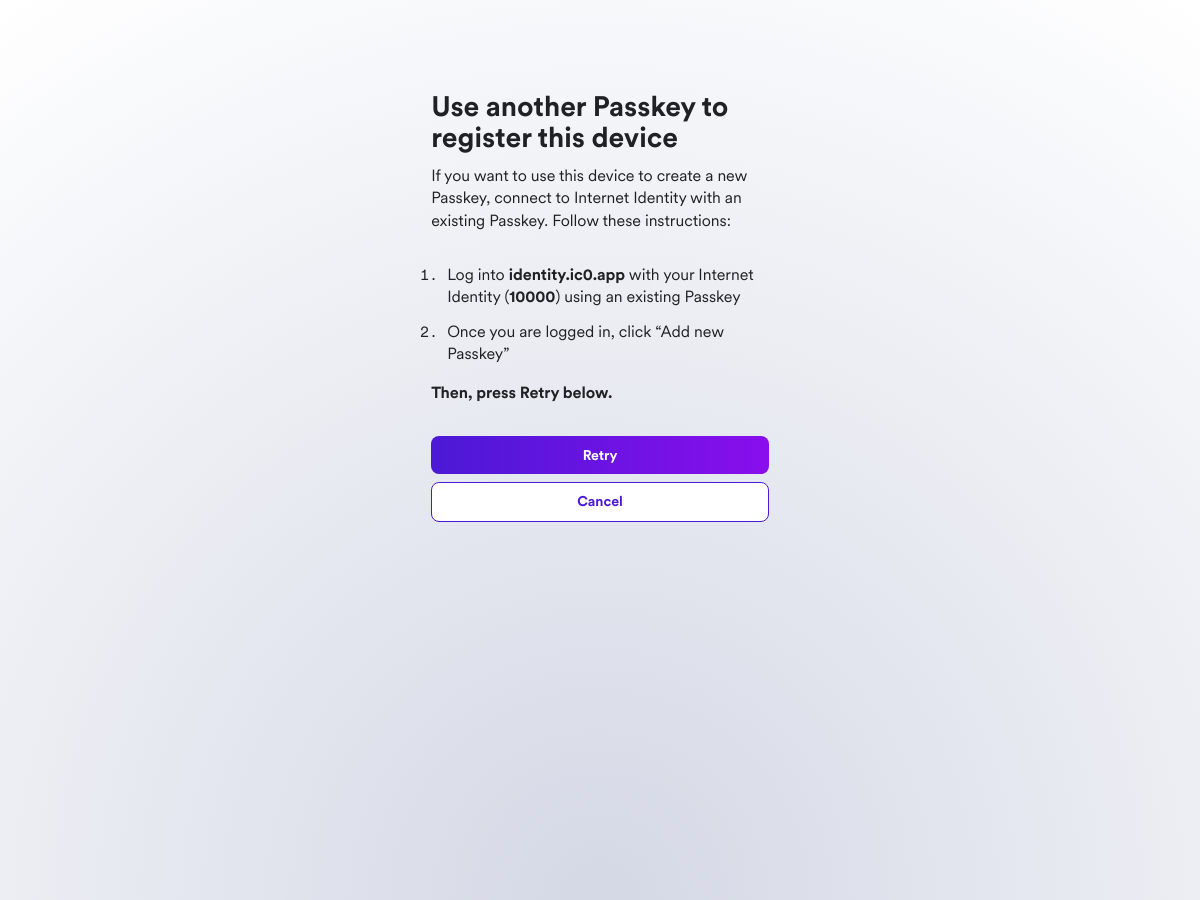 Use another Passkey to
register this device
If you want to use this device to create a new
Passkey, connect to Internet Identity with an
existing Passkey. Follow these instructions:
1. Log into identity.ic0.app with your Internet
Identity (10000) using an existing Passkey
2. Once you are logged in, click “Add new
Passkey”
Then, press Retry below.
Retry
Cancel